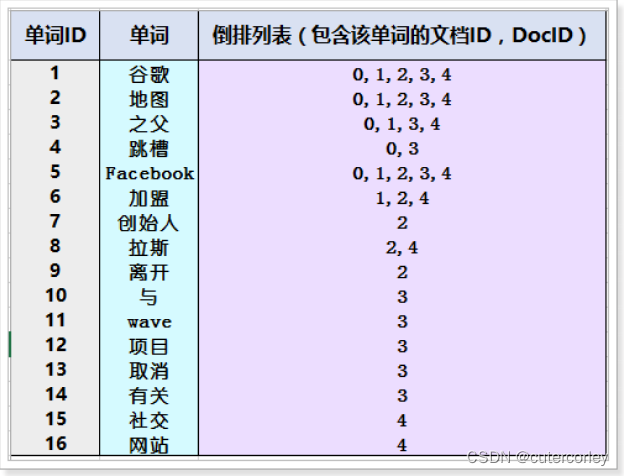 单词ID 单词 倒排列表（包含该单词的文档ID，DocID）
1 谷歌 0, 1, 2, 3, 4
2 地图 0, 1, 2, 3, 4
3 之父 0, 1, 3, 4
4 跳槽 0, 3
5 Facebook 0, 1, 2, 3, 4
6 加盟 1, 2, 4
7 创始人 2
8 拉斯 2, 4
9 离开 2
10 与 3
11 wave 3
12 项目 3
13 取消 3
14 有关 3
15 社交 4
16 网站 4
CSDN @cutercorley